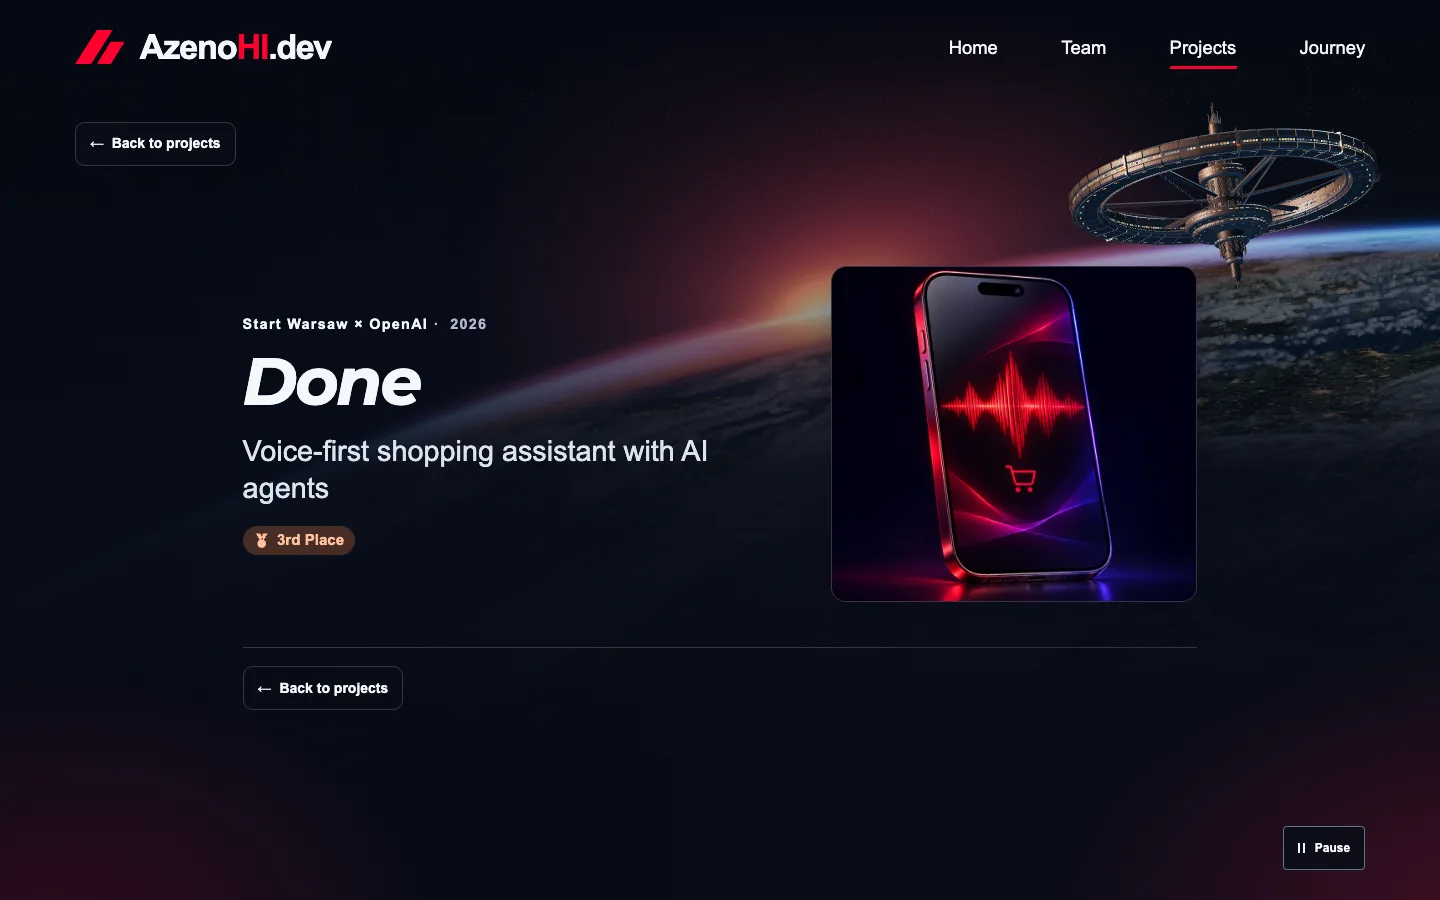 AzenoHI.dev
Home
Team
Projects
Journey
← Back to projects
Start Warsaw × OpenAI · 2026
Done
Voice-first shopping assistant with AI
agents
3rd Place
← Back to projects
Pause